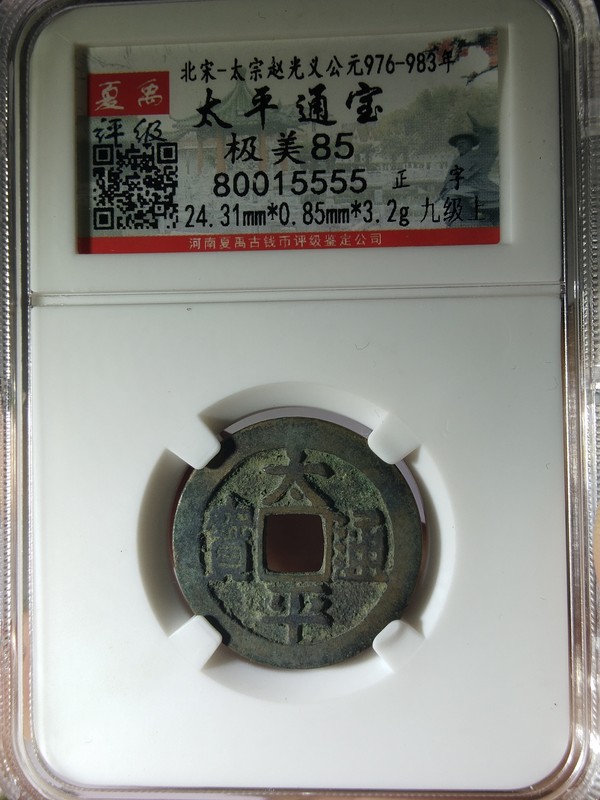 北宋-太宗赵光义公元976-983年
夏禹
评级
太平通宝
极美85
80015555 正字
24.31mm*0.85mm*3.2g 九级上
河南夏禹古钱币评级鉴定公司
太平通寳